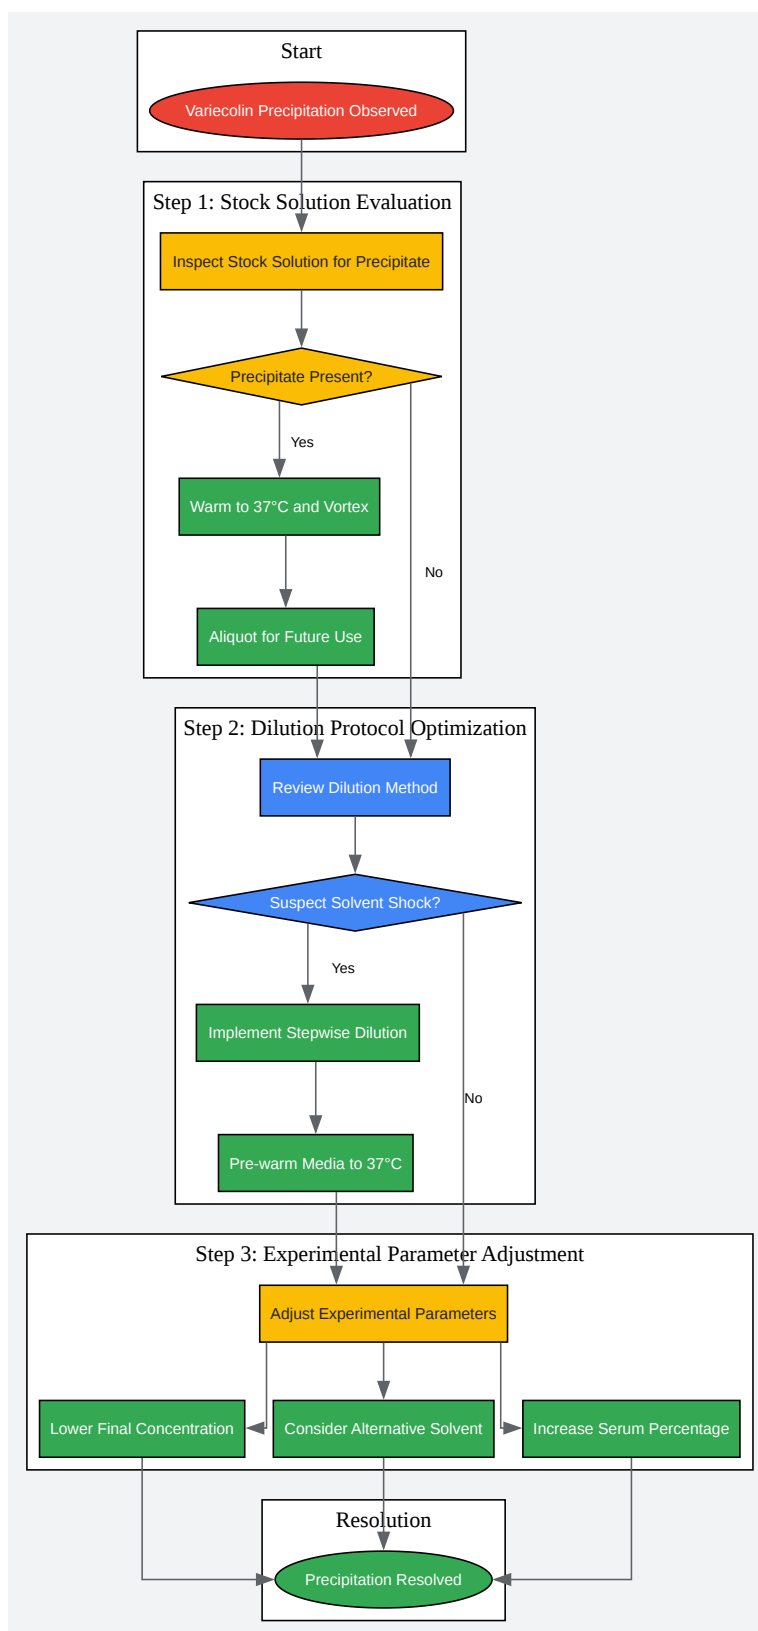 Start
Variecolin Precipitation Observed
Step 1: Stock Solution Evaluation
Inspect Stock Solution for Precipitate
Precipitate Present?
Yes
Warm to 37°C and Vortex
No
Aliquot for Future Use
Step 2: Dilution Protocol Optimization
Review Dilution Method
Suspect Solvent Shock?
Yes
Implement Stepwise Dilution
No
Pre-warm Media to 37°C
Step 3: Experimental Parameter Adjustment
Adjust Experimental Parameters
Lower Final Concentration
Consider Alternative Solvent
Increase Serum Percentage
Resolution
Precipitation Resolved